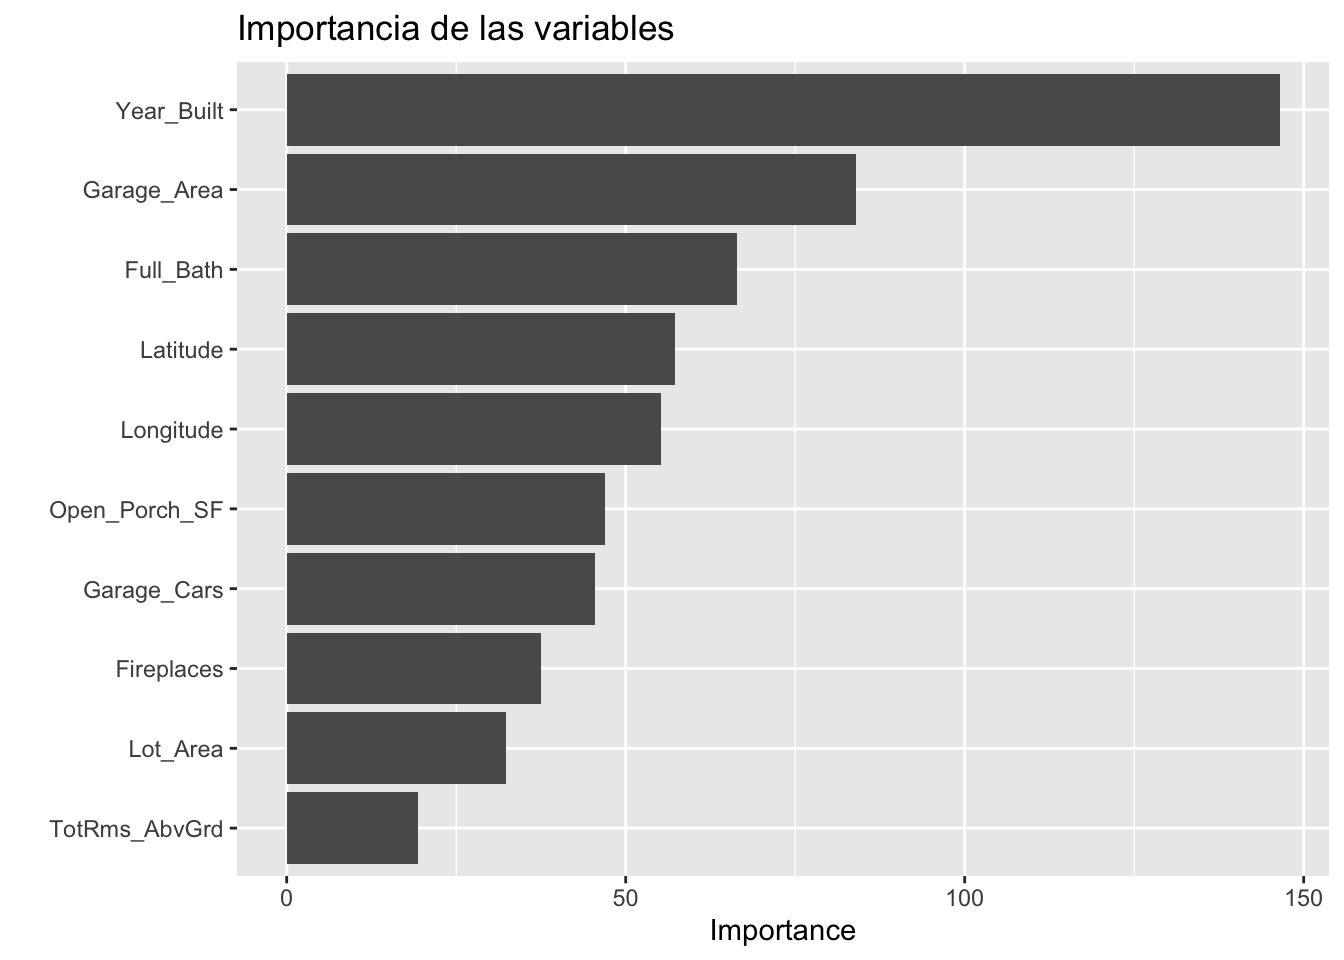 Importancia de las variables
Year_Built
Garage_Area
Full_Bath
Latitude
Longitude
Open_Porch_SF
Garage_Cars
Fireplaces
Lot_Area
TotRms_AbvGrd
0 50 100 150
Importance